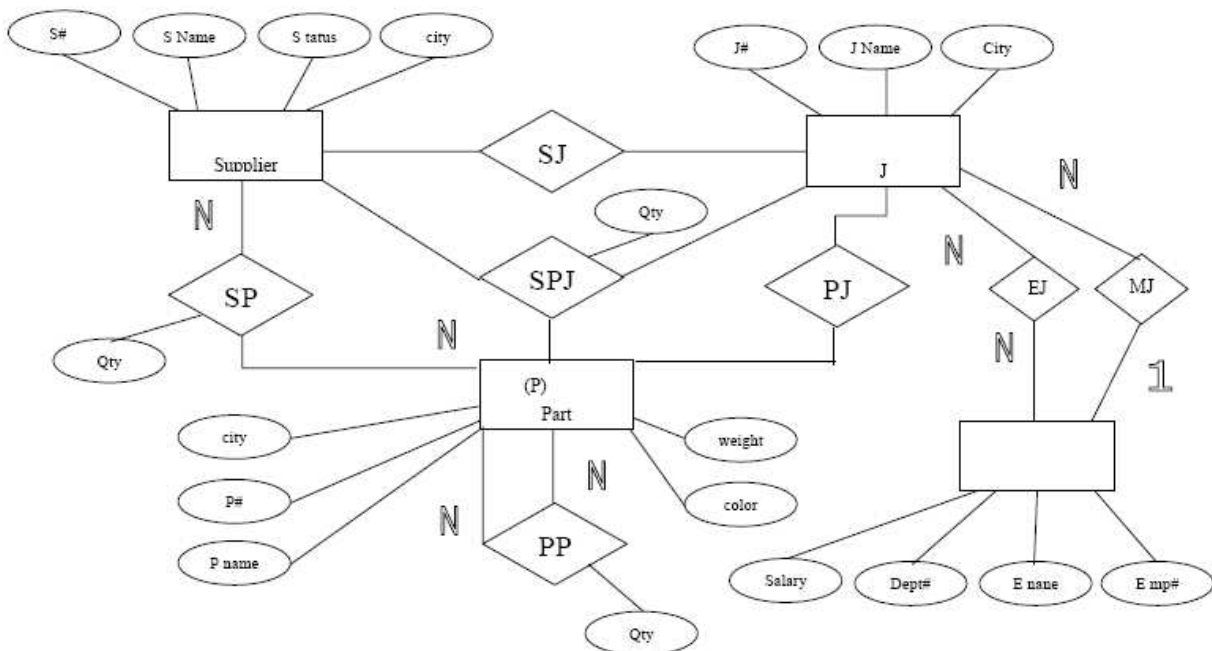 S#
S Name
S tatus
city
J#
J Name
City
Supplier
SJ
J
N
N
Qty
N
SP
SPJ
PJ
EJ
MJ
Qty
N
N
1
(P)
Part
city
weight
P#
N
color
N
P name
PP
Salary
Dept#
E nane
E mp#
Qty